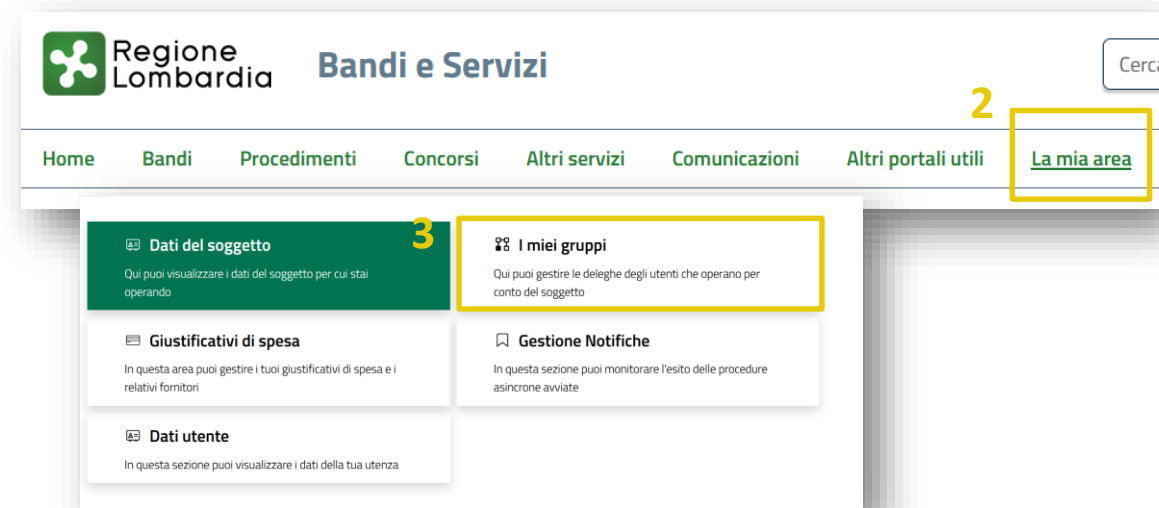 Regione
Lombardia
Bandi e Servizi
Cerca
2
Home Bandi Procedimenti Concorsi Altri servizi Comunicazioni Altri portali utili La mia area
3
Dati del soggetto
Qui puoi visualizzare i dati del soggetto per cui stai
operando
I miei gruppi
Qui puoi gestire le deleghe degli utenti che operano per
conto del soggetto
Giustificativi di spesa
In questa area puoi gestire i tuoi giustificativi di spesa e i
relativi fornitori
Gestione Notifiche
In questa sezione puoi monitorare l'esito delle procedure
asincrone avviate
Dati utente
In questa sezione puoi visualizzare i dati della tua utenza